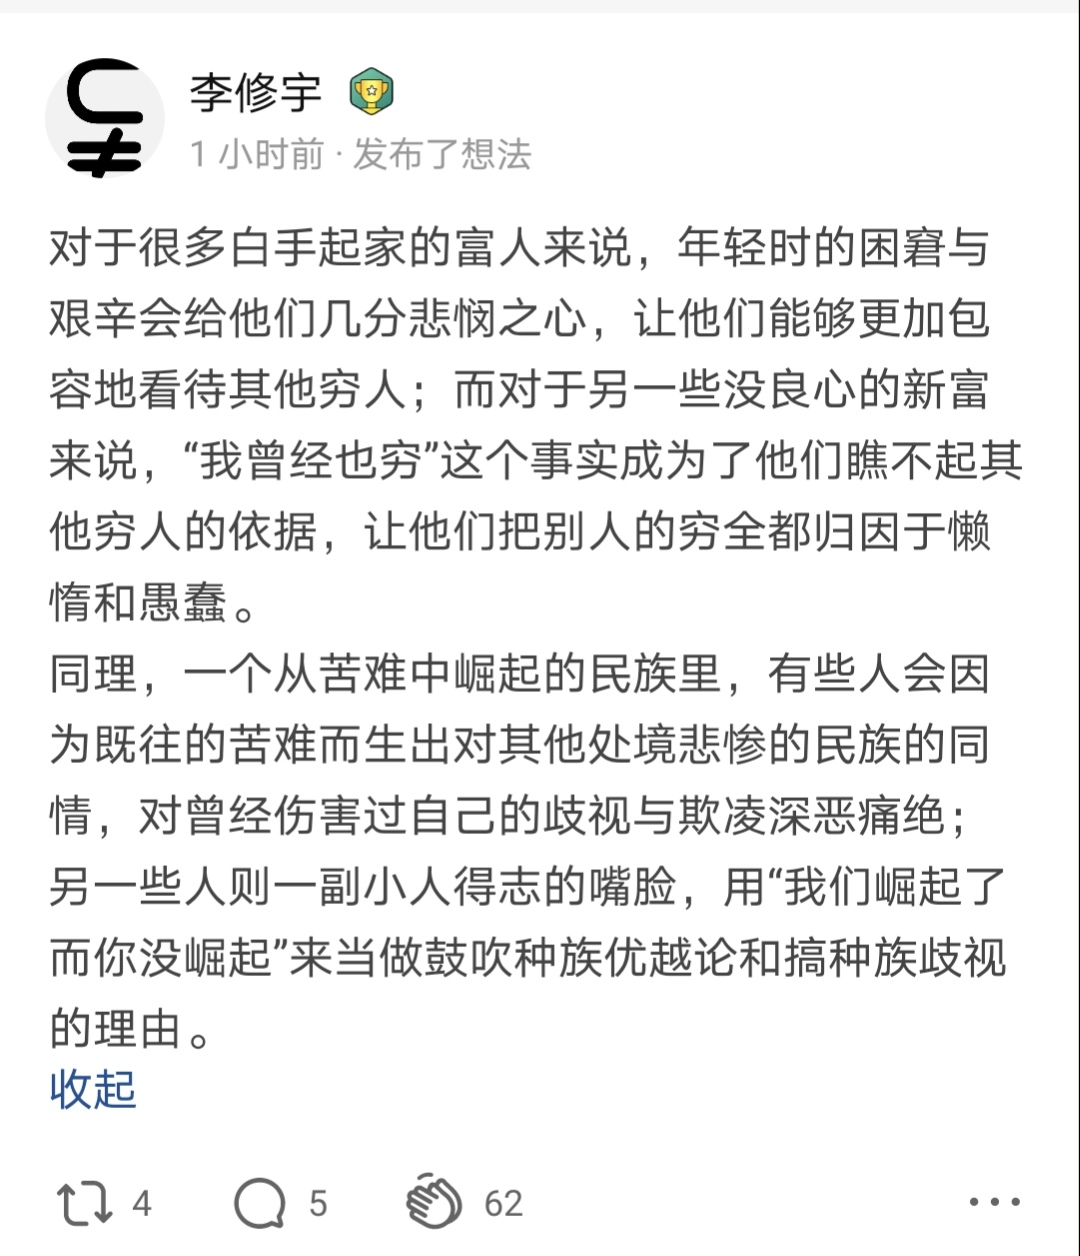 李修宇
1 小时前 · 发布了想法
对于很多白手起家的富人来说，年轻时的困窘与
艰辛会给他们几分悲悯之心，让他们能够更加包
容地看待其他穷人；而对于另一些没良心的新富
来说，“我曾经也穷”这个事实成为了他们瞧不起其
他穷人的依据，让他们把别人的穷全都归因于懒
惰和愚蠢。
同理，一个从苦难中崛起的民族里，有些人会因
为既往的苦难而生出对其他处境悲惨的民族的同
情，对曾经伤害过自己的歧视与欺凌深恶痛绝；
另一些人则一副小人得志的嘴脸，用“我们崛起了
而你没崛起”来当做鼓吹种族优越论和搞种族歧视
的理由。
收起
4 5 62